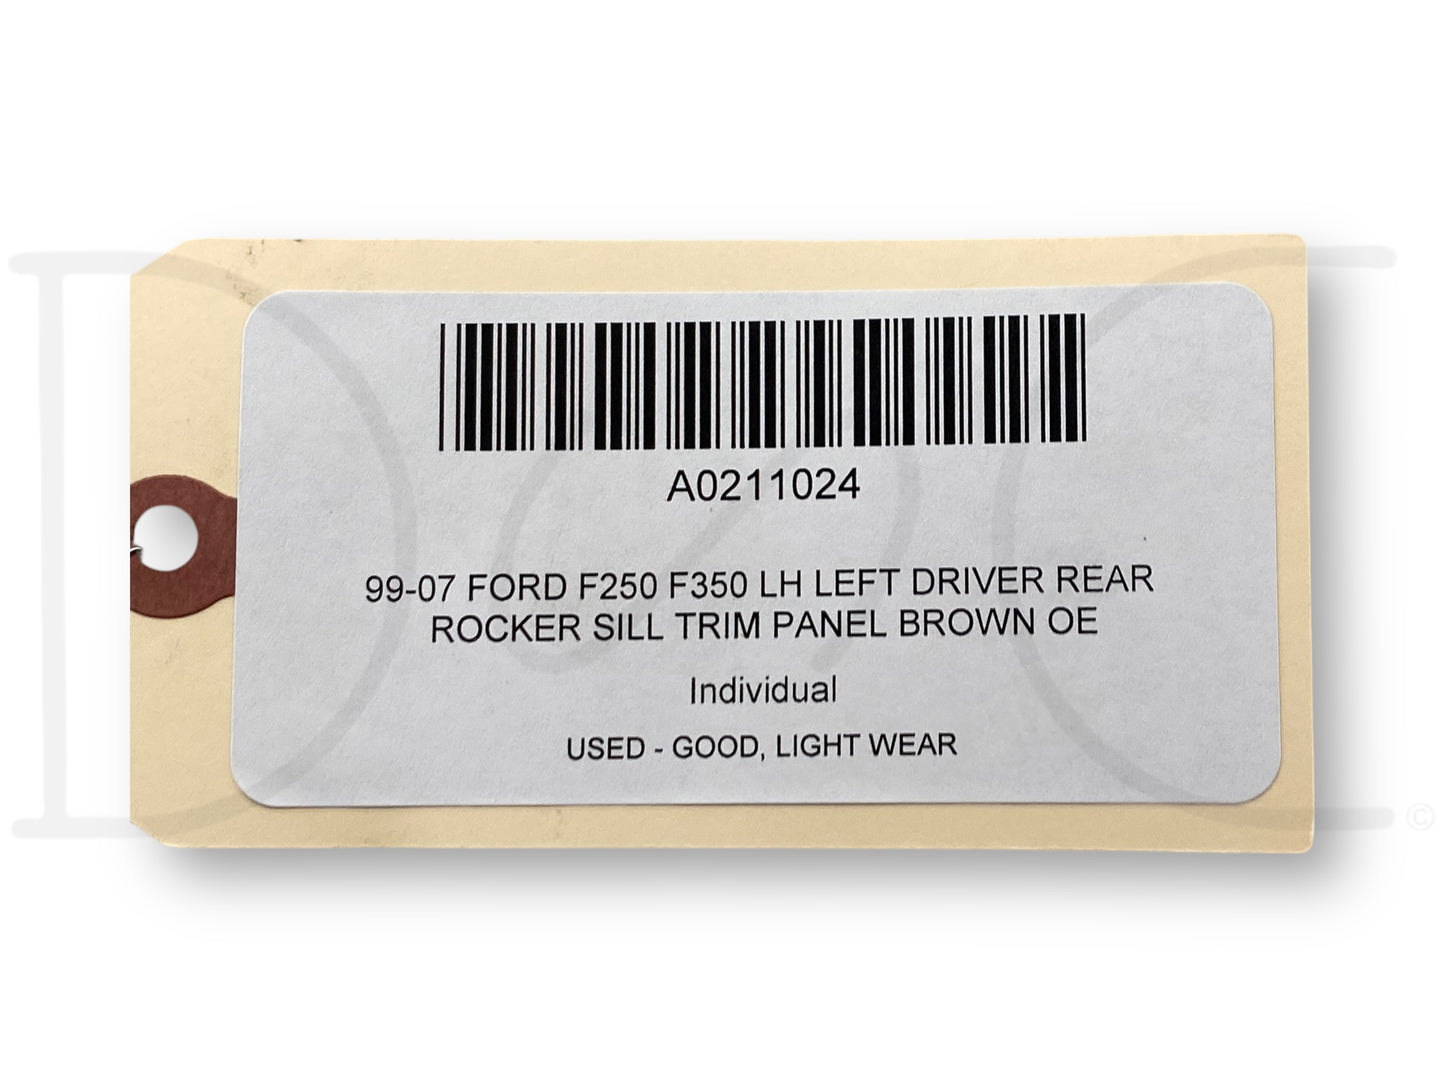 A0211024
99-07 FORD F250 F350 LH LEFT DRIVER REAR
ROCKER SILL TRIM PANEL BROWN OE
Individual
USED - GOOD, LIGHT WEAR
©